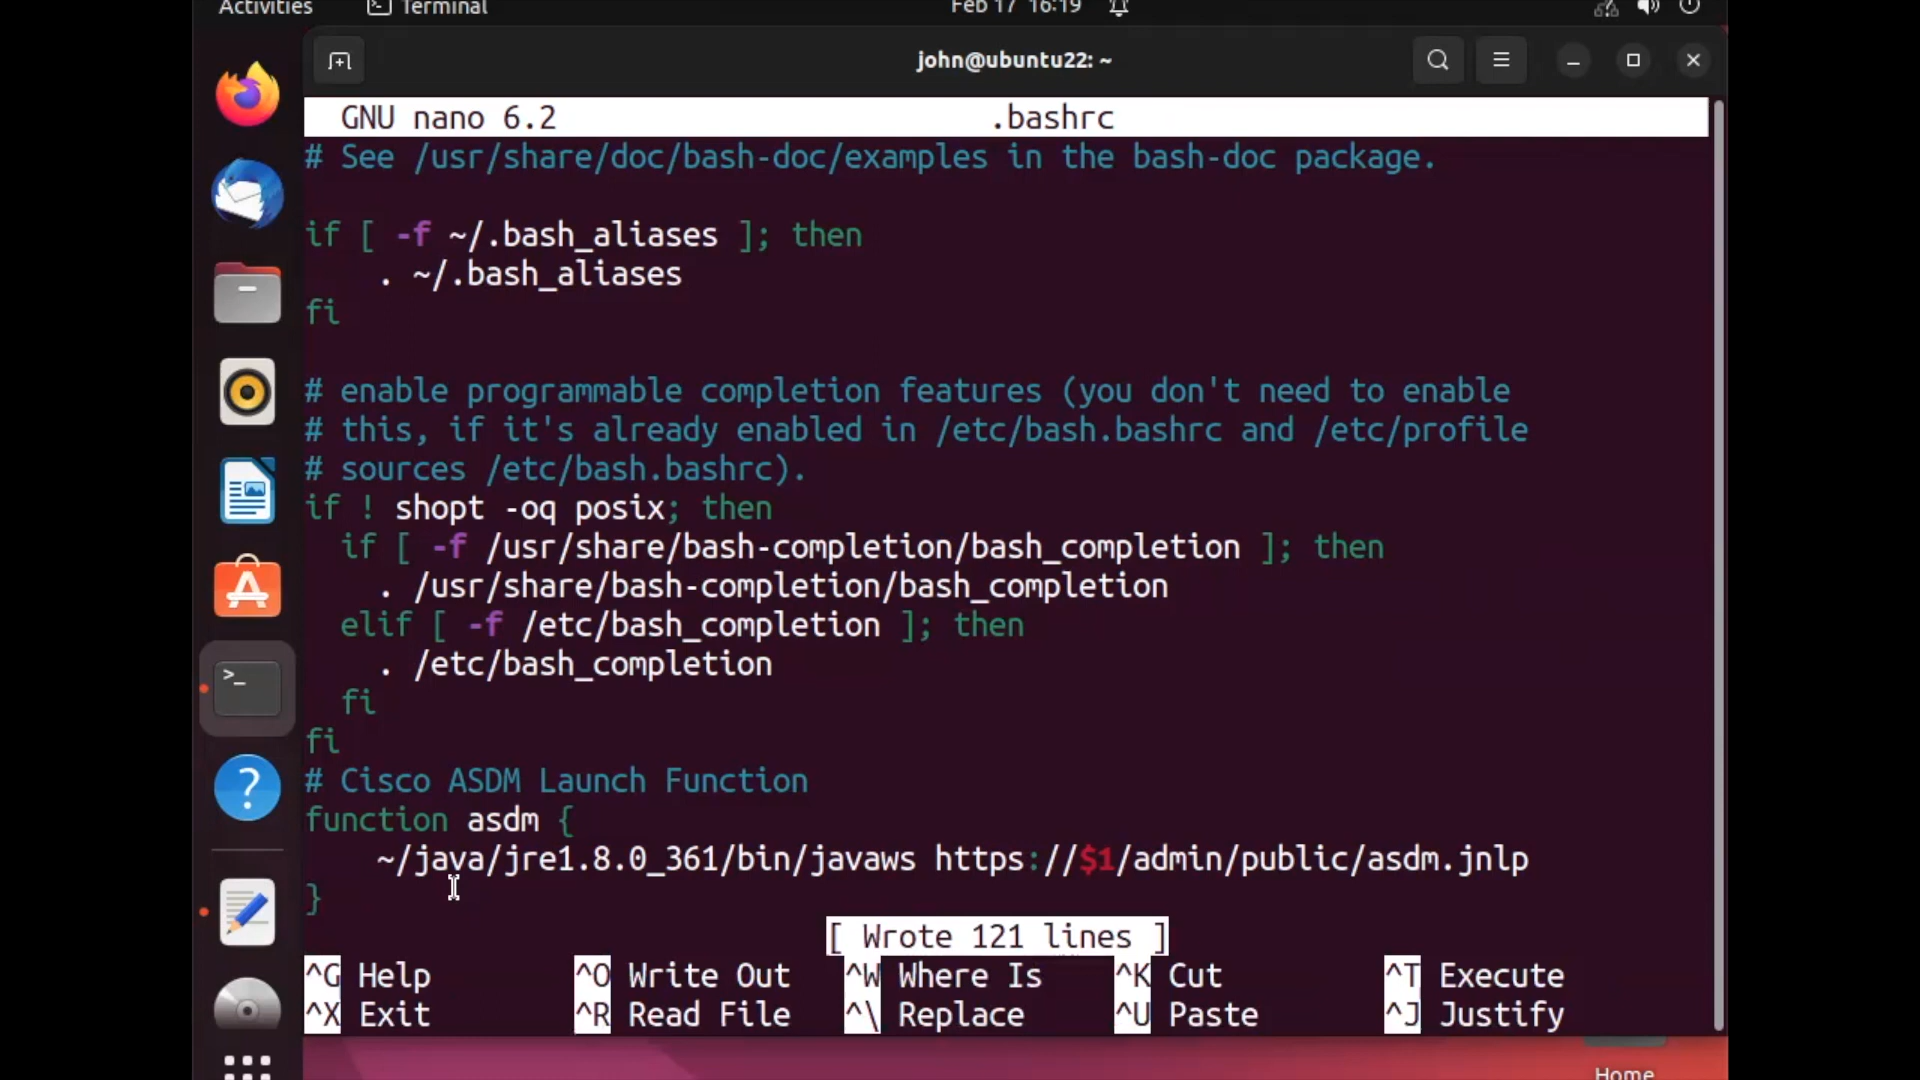 Activities Terminal Feb 17 16:19
john@ubuntu22: ~
GNU nano 6.2 .bashrc
# See /usr/share/doc/bash-doc/examples in the bash-doc package.
if [ -f ~/.bash_aliases ]; then
    . ~/.bash_aliases
fi
# enable programmable completion features (you don't need to enable
# this, if it's already enabled in /etc/bash.bashrc and /etc/profile
# sources /etc/bash.bashrc).
if ! shopt -oq posix; then
  if [ -f /usr/share/bash-completion/bash_completion ]; then
    . /usr/share/bash-completion/bash_completion
  elif [ -f /etc/bash_completion ]; then
    . /etc/bash_completion
  fi
fi
# Cisco ASDM Launch Function
function asdm {
    ~/java/jre1.8.0_361/bin/javaws https://$1/admin/public/asdm.jnlp
}
[ Wrote 121 lines ]
^G Help ^O Write Out ^W Where Is ^K Cut ^T Execute
^X Exit ^R Read File ^\ Replace ^U Paste ^J Justify
Home